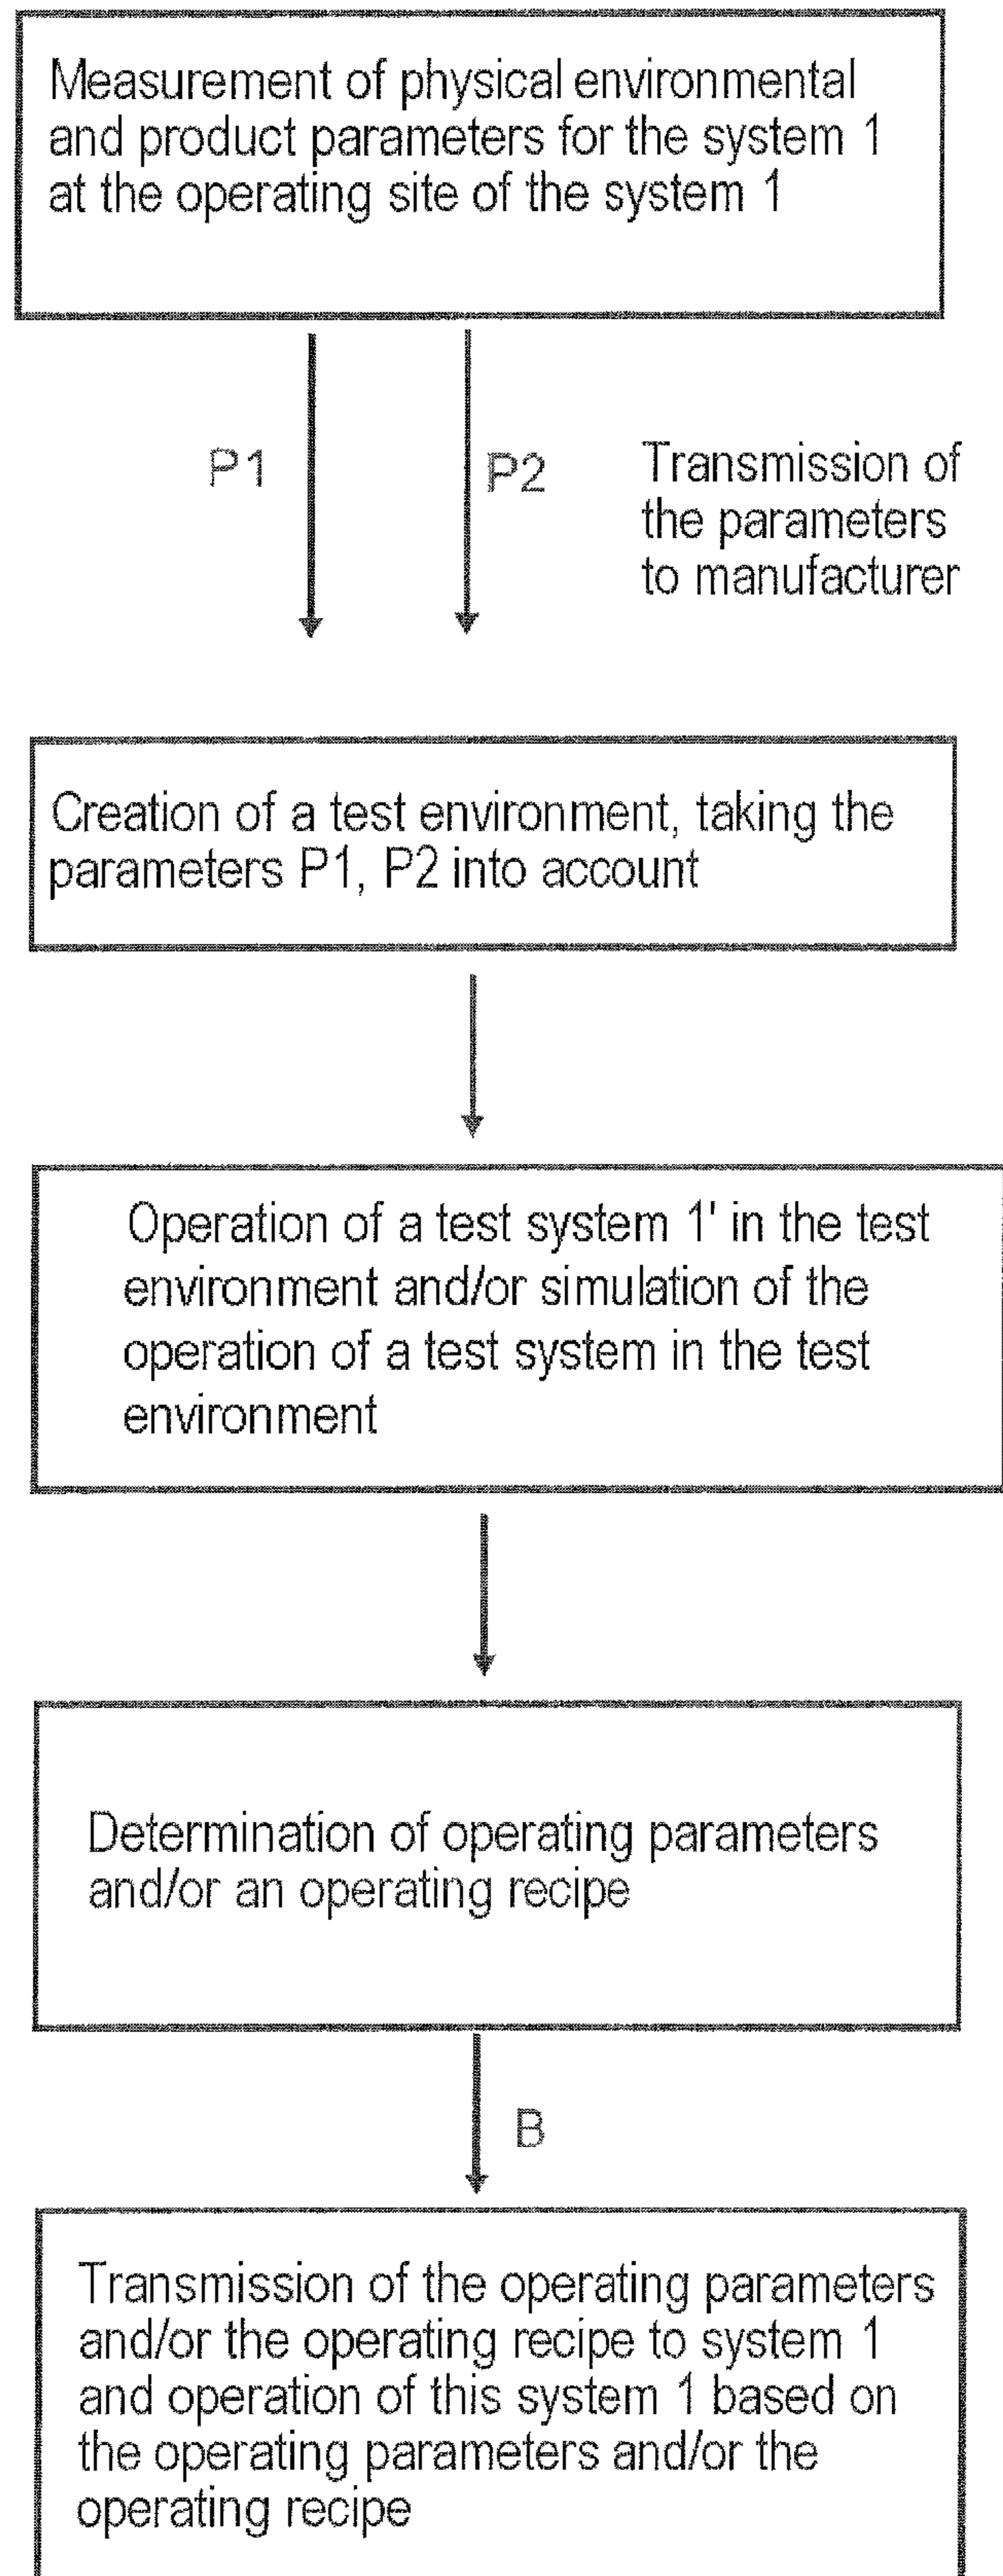 Measurement of physical environmental
and product parameters for the system 1
at the operating site of the system 1
P1
P2
Transmission of
the parameters
to manufacturer
Creation of a test environment, taking the
parameters P1, P2 into account
Operation of a test system 1' in the test
environment and/or simulation of the
operation of a test system in the test
environment
Determination of operating parameters
and/or an operating recipe
B
Transmission of the operating parameters
and/or the operating recipe to system 1
and operation of this system 1 based on
the operating parameters and/or the
operating recipe